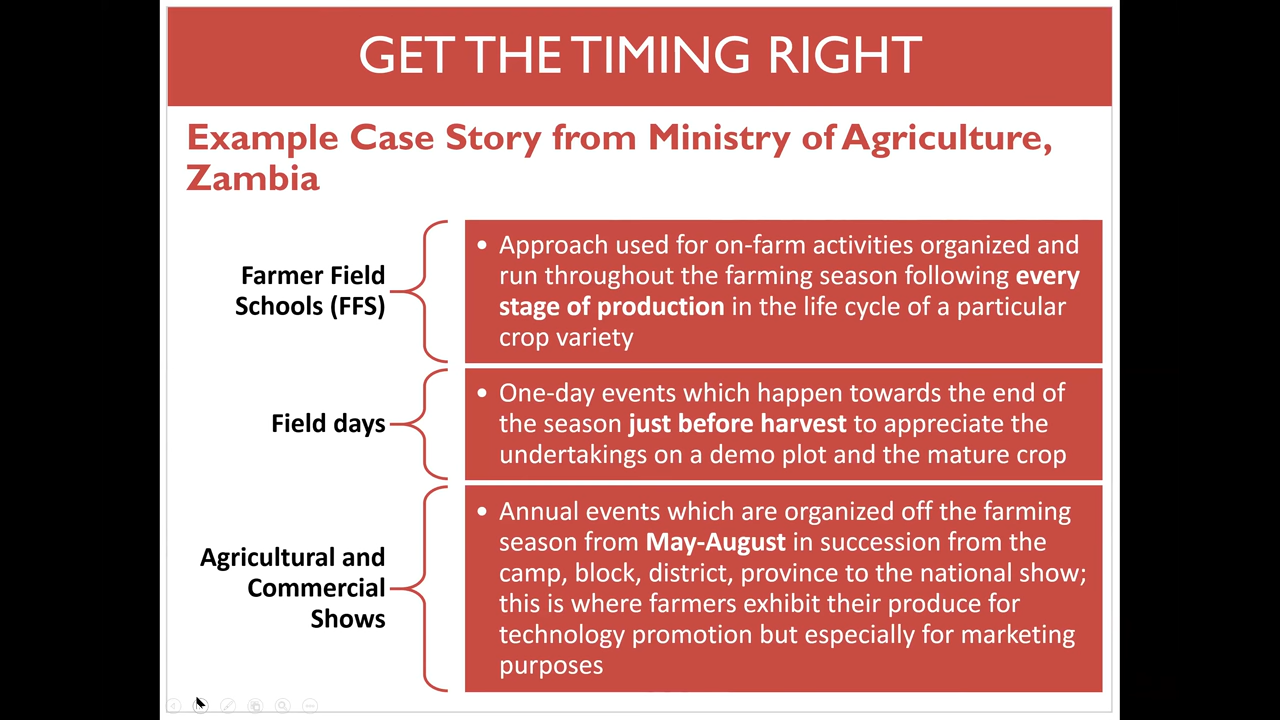 GET THE TIMING RIGHT
Example Case Story from Ministry of Agriculture,
Zambia
Farmer Field
Schools (FFS)
• Approach used for on-farm activities organized and
run throughout the farming season following every
stage of production in the life cycle of a particular
crop variety
Field days
• One-day events which happen towards the end of
the season just before harvest to appreciate the
undertakings on a demo plot and the mature crop
Agricultural and
Commercial
Shows
• Annual events which are organized off the farming
season from May-August in succession from the
camp, block, district, province to the national show;
this is where farmers exhibit their produce for
technology promotion but especially for marketing
purposes